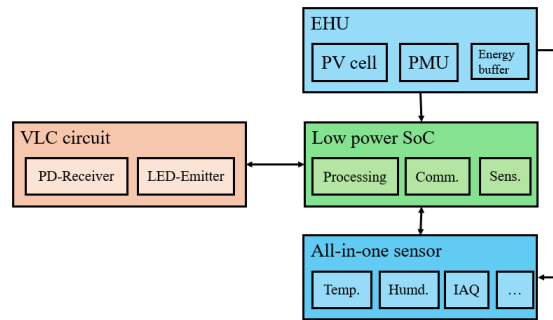 EHU
PV cell
PMU
Energy
buffer
VLC circuit
PD-Receiver
LED-Emitter
Low power SoC
Processing
Comm.
Sens.
All-in-one sensor
Temp.
Humd.
IAQ
...